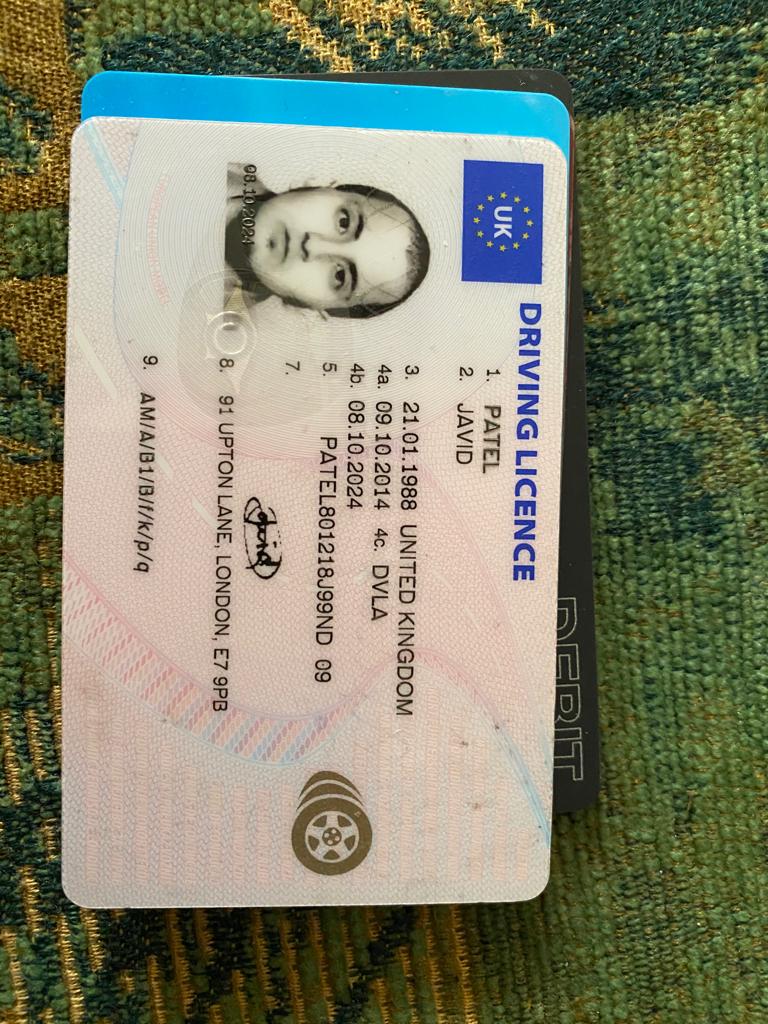 UK
DRIVING LICENCE
1. PATEL
2. JAVID
3. 21.01.1988 UNITED KINGDOM
4a. 09.10.2014 4c. DVLA
4b. 08.10.2024
5. PATEL801218J99ND 09
7.
8. 91 UPTON LANE, LONDON, E7 9PB
9. AM/A/B1/B/f/k/p/q
08.10.2024
DEBIT